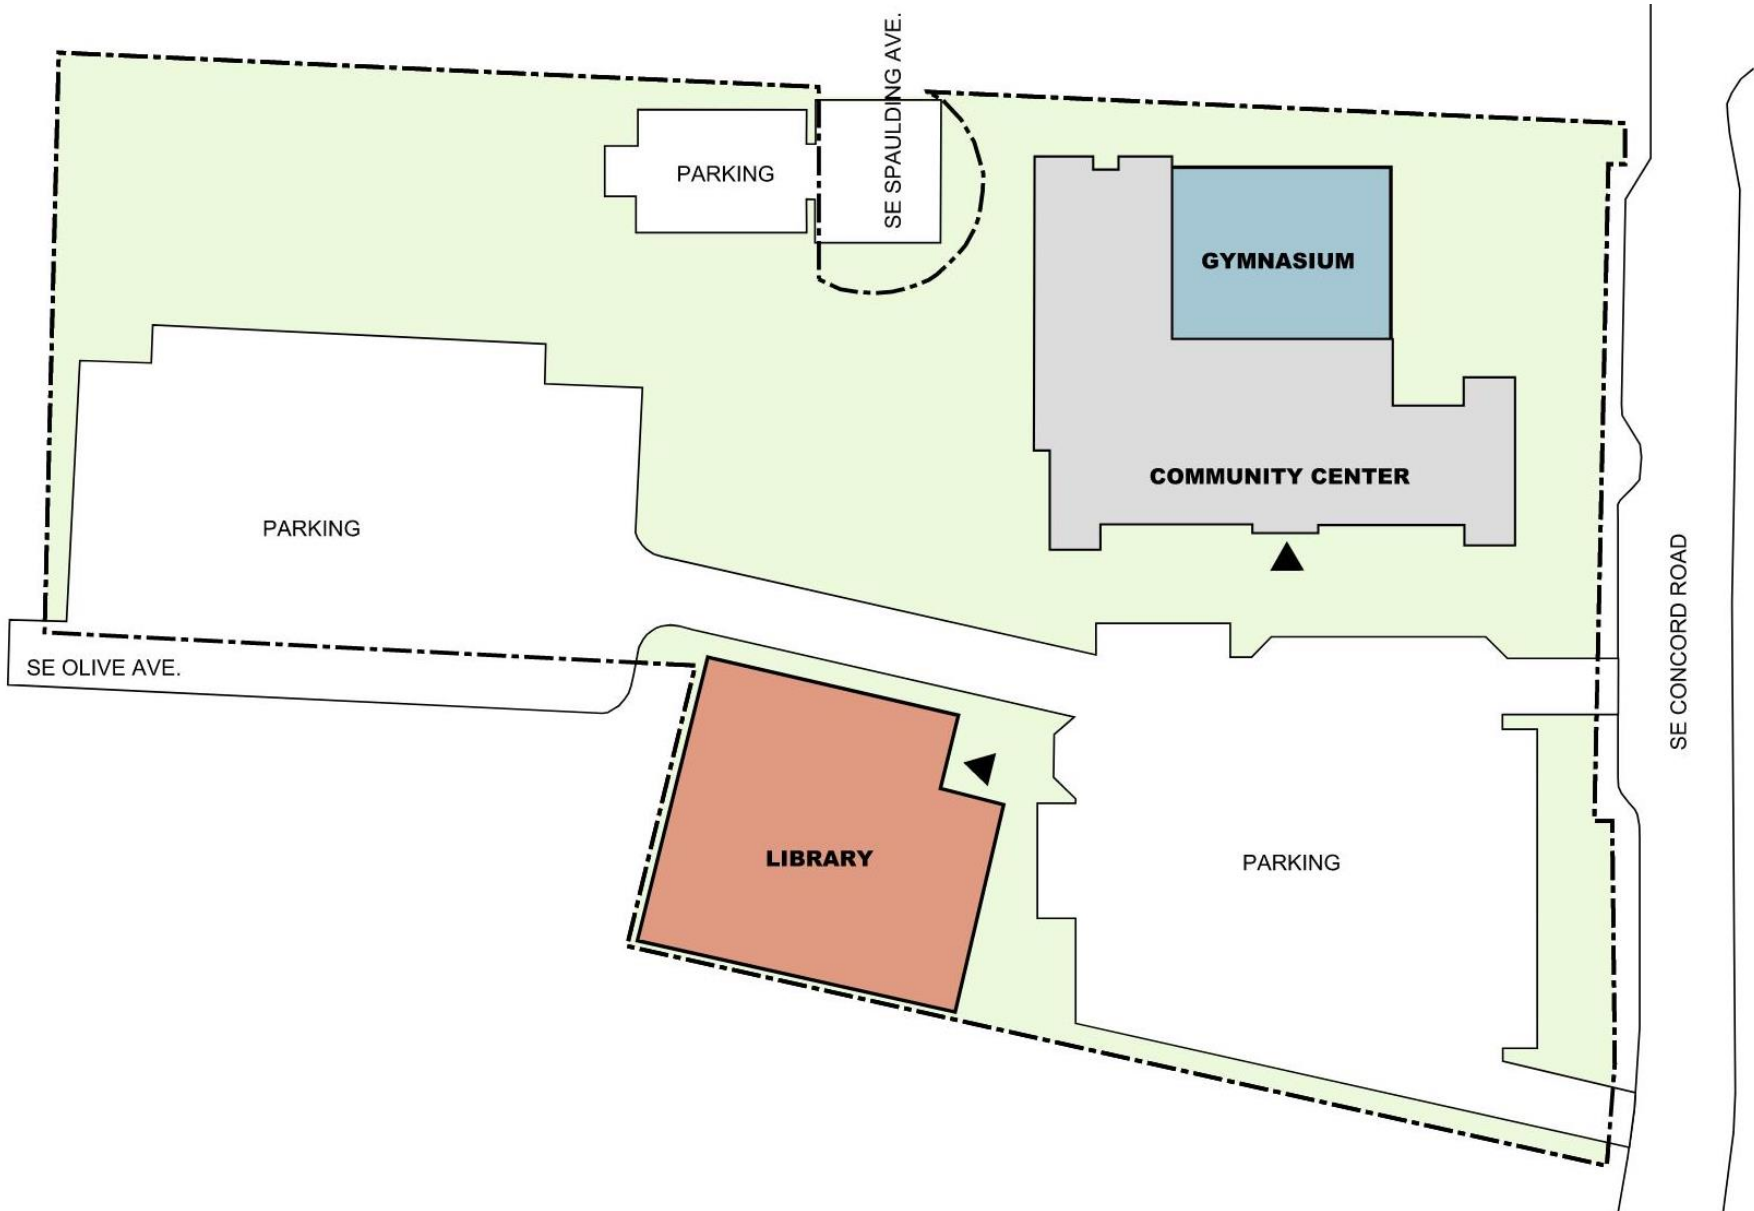 SE SPAULDING AVE.
PARKING
GYMNASIUM
COMMUNITY CENTER
PARKING
SE CONCORD ROAD
SE OLIVE AVE.
LIBRARY
PARKING